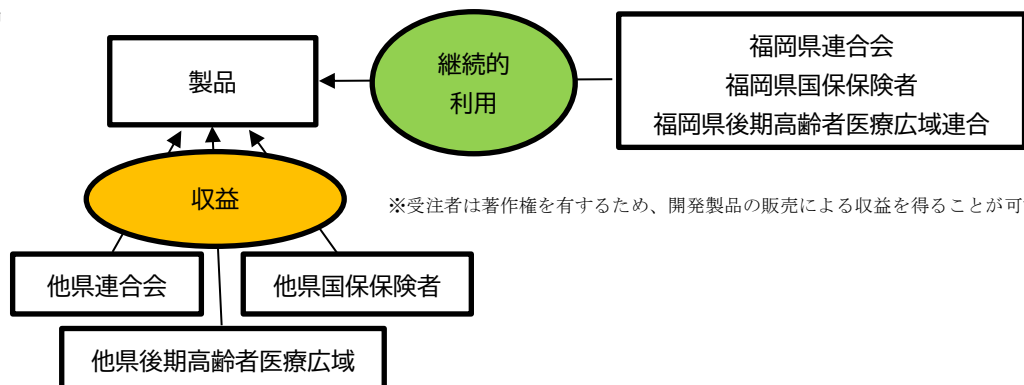 製品
継続的
利用
福岡県連合会
福岡県国保保険者
福岡県後期高齢者医療広域連合
収益
※受注者は著作権を有するため、開発製品の販売による収益を得ることが可
他県連合会
他県国保保険者
他県後期高齢者医療広域